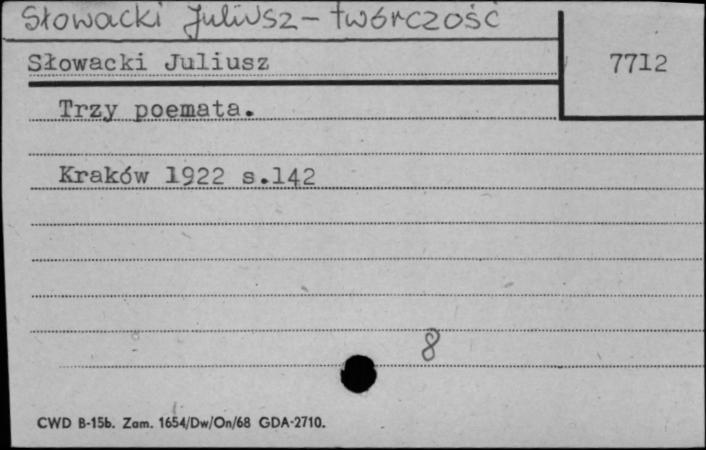 Słowacki Juliusz - twórczość
Słowacki Juliusz
7712
Trzy poemata.
Kraków 1922 s.142
8
CWD B-15b. Zam. 1654/Dw/On/68 GDA-2710.